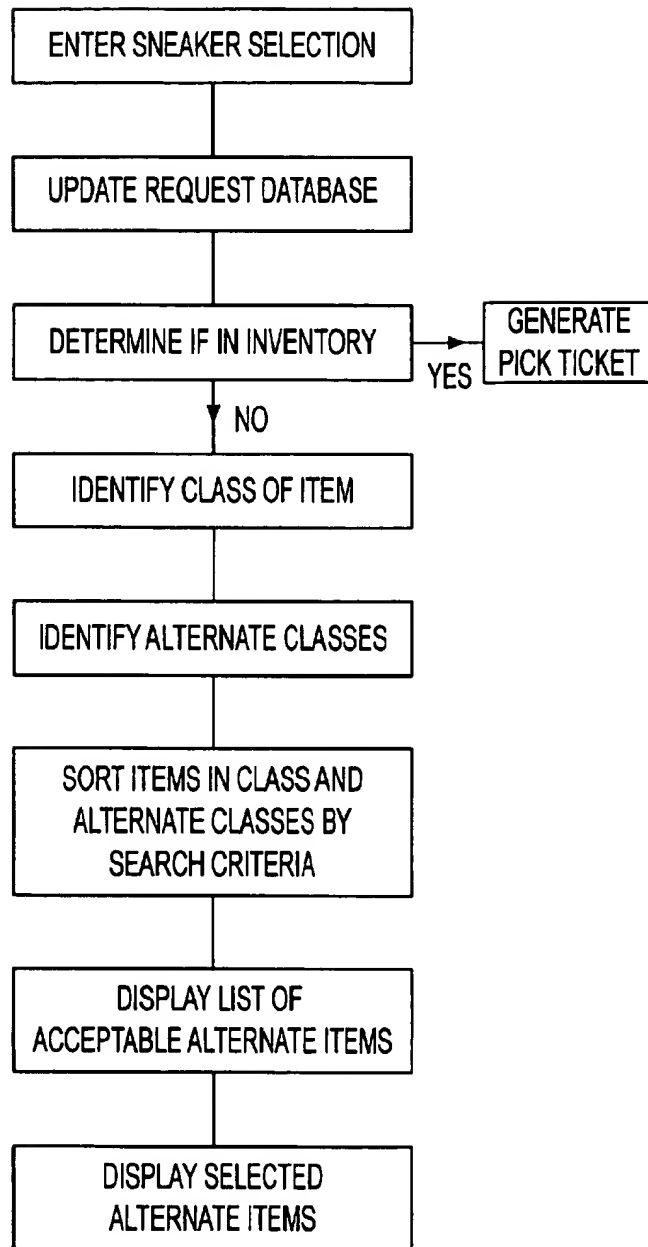 ENTER SNEAKER SELECTION
UPDATE REQUEST DATABASE
DETERMINE IF IN INVENTORY
GENERATE
PICK TICKET
YES
NO
IDENTIFY CLASS OF ITEM
IDENTIFY ALTERNATE CLASSES
SORT ITEMS IN CLASS AND
ALTERNATE CLASSES BY
SEARCH CRITERIA
DISPLAY LIST OF
ACCEPTABLE ALTERNATE ITEMS
DISPLAY SELECTED
ALTERNATE ITEMS